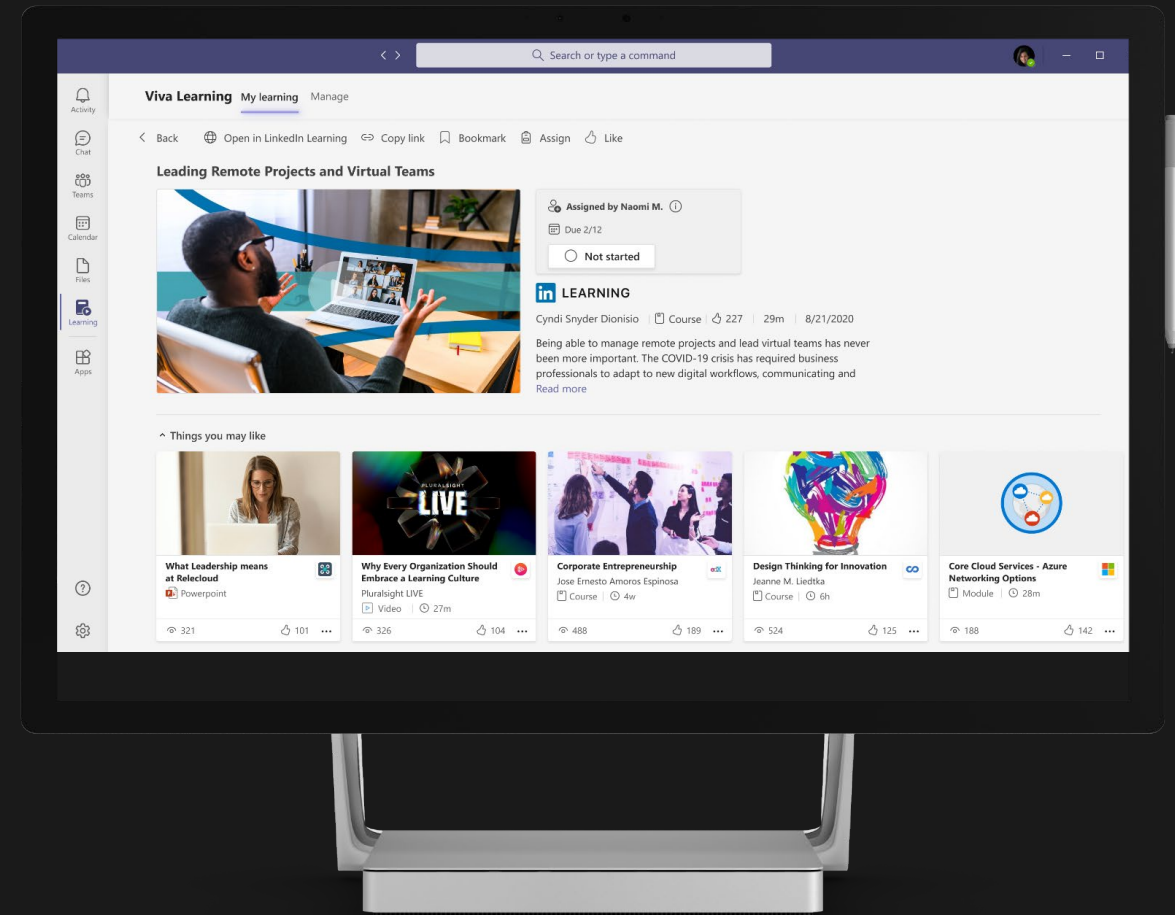 Search or type a command
Activity
Chat
Teams
Calendar
Files
Learning
Apps
Viva Learning My learning Manage
Back Open in LinkedIn Learning Copy link Bookmark Assign Like
Leading Remote Projects and Virtual Teams
Assigned by Naomi M.
Due 2/12
Not started
in LEARNING
Cyndi Snyder Dionisio Course 227 29m 8/21/2020
Being able to manage remote projects and lead virtual teams has never
been more important. The COVID-19 crisis has required business
professionals to adapt to new digital workflows, communicating and
Read more
Things you may like
What Leadership means
at Relecloud
Powerpoint
321 101
PLURALSIGHT
LIVE
Why Every Organization Should
Embrace a Learning Culture
Pluralsight LIVE
Video 27m
326 104
Corporate Entrepreneurship
edX
Jose Ernesto Amoros Espinosa
Course 4w
488 189
Design Thinking for Innovation
Jeanne M. Liedtka
Course 6h
524 125
Core Cloud Services - Azure
Networking Options
Module 28m
188 142